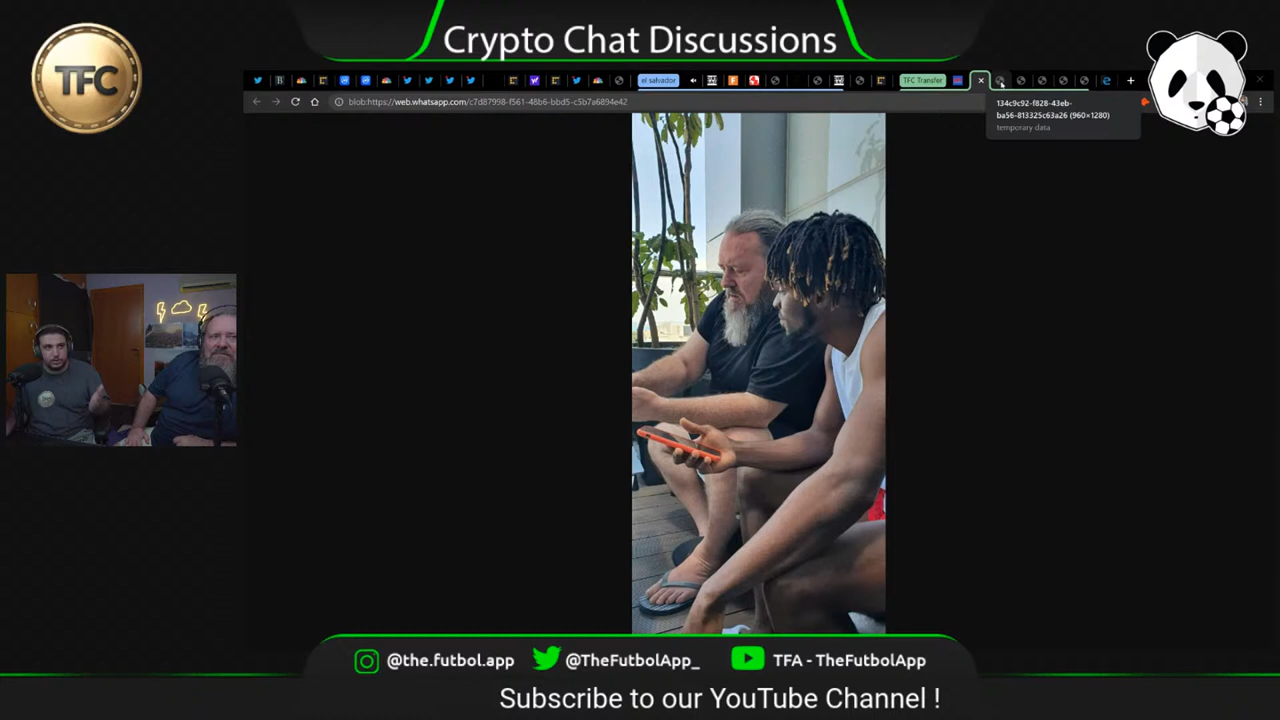 Crypto Chat Discussions
TFC
el salvador
TFC Transfer
blob:https://web.whatsapp.com/c7d87998-f561-48b6-bbd5-c5b7a6894e42
134c9c92-f828-43eb-
ba56-813325c63a26 (960×1280)
temporary data
@the.futbol.app
@TheFutbolApp_
TFA - TheFutbolApp
Subscribe to our YouTube Channel !